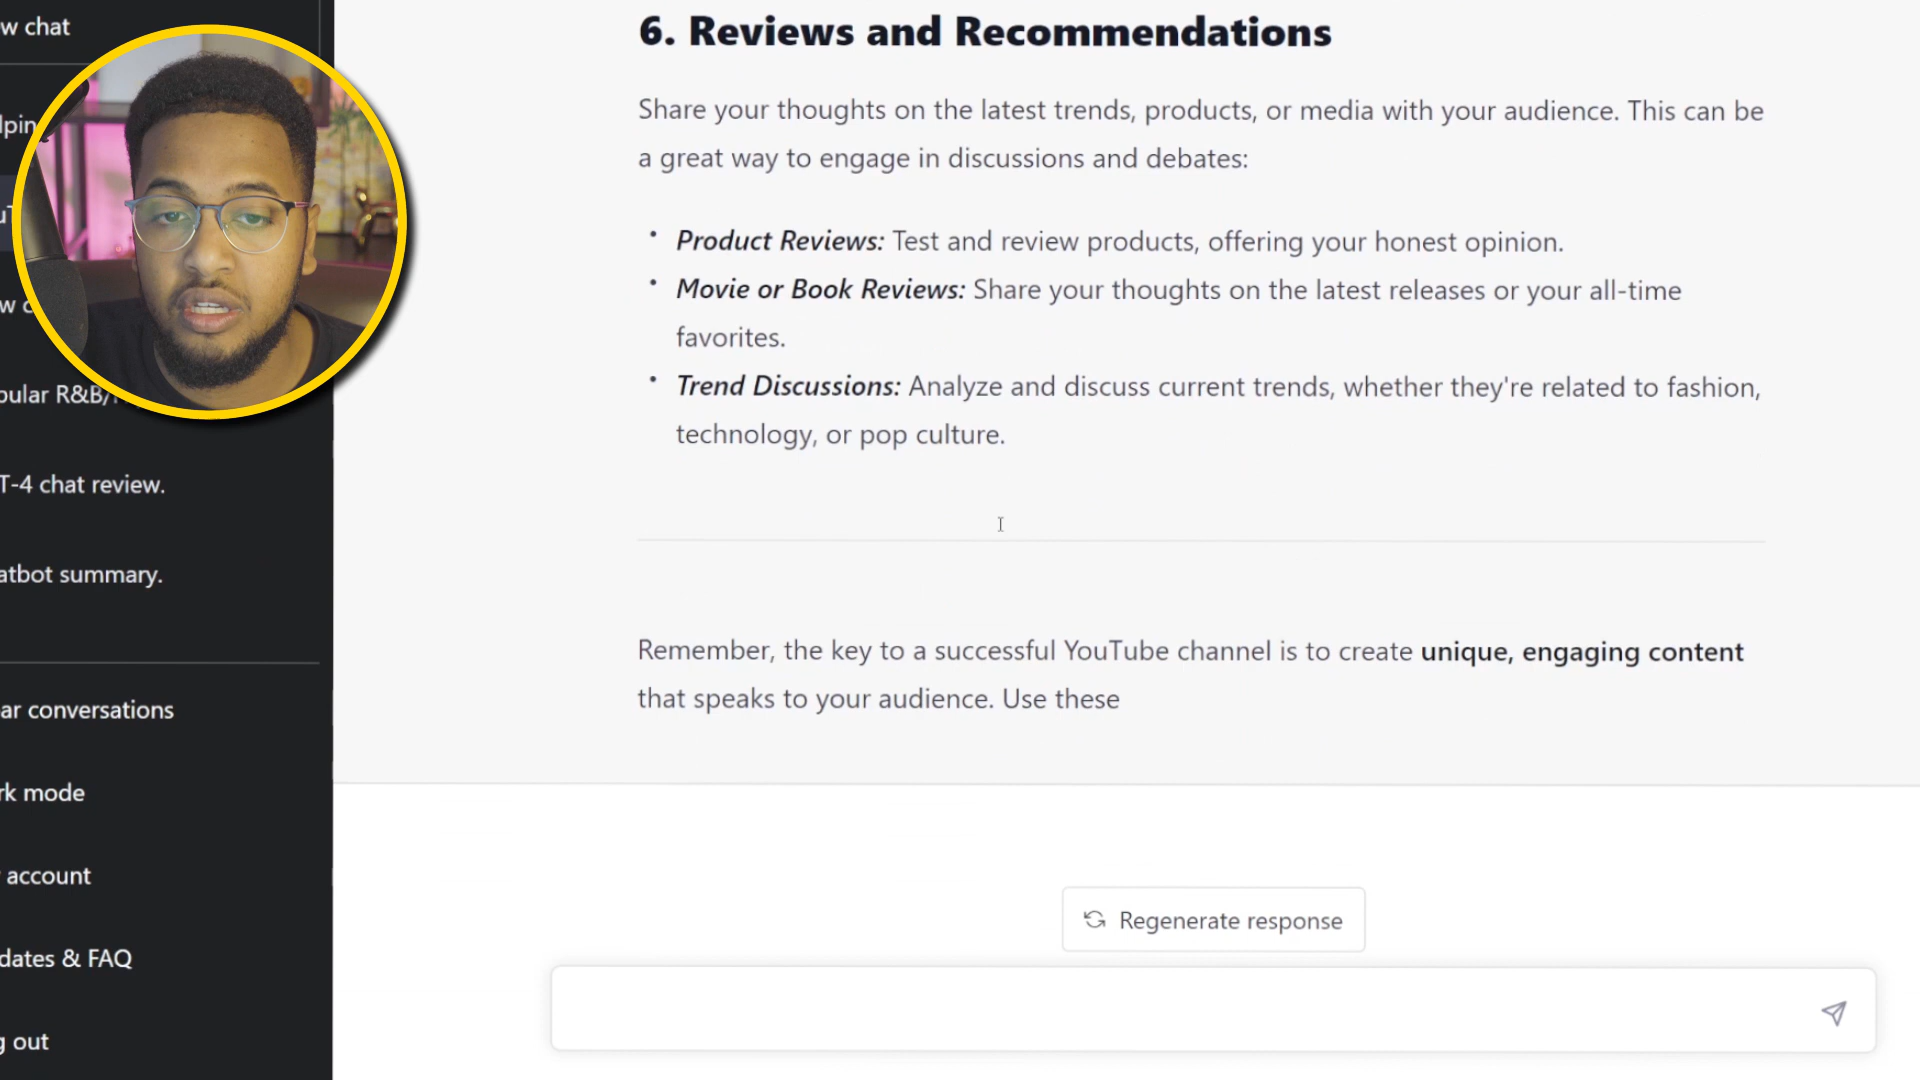 w chat
lpin
uT
w c
pular R&B/
T-4 chat review.
atbot summary.
ar conversations
rk mode
account
dates & FAQ
g out
6. Reviews and Recommendations
Share your thoughts on the latest trends, products, or media with your audience. This can be
a great way to engage in discussions and debates:
• Product Reviews: Test and review products, offering your honest opinion.
• Movie or Book Reviews: Share your thoughts on the latest releases or your all-time
favorites.
• Trend Discussions: Analyze and discuss current trends, whether they're related to fashion,
technology, or pop culture.
Remember, the key to a successful YouTube channel is to create unique, engaging content
that speaks to your audience. Use these
Regenerate response